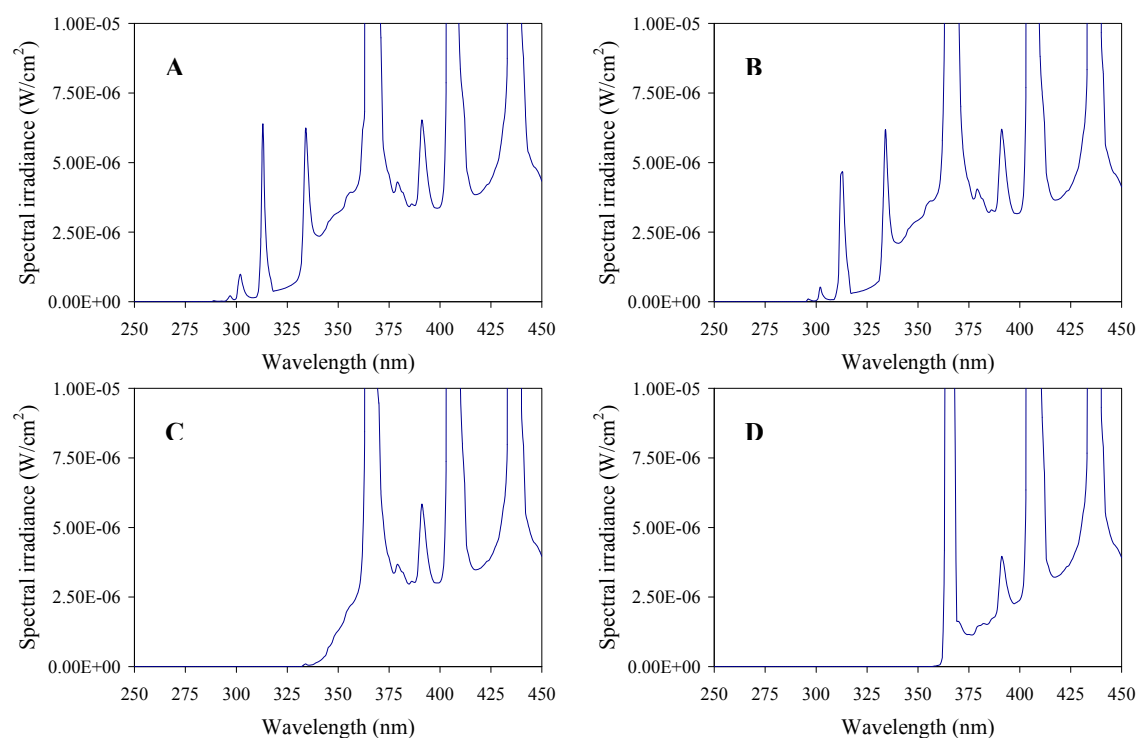 A
Spectral irradiance (W/cm²)
1.00E-05
7.50E-06
5.00E-06
2.50E-06
0.00E+00
250 275 300 325 350 375 400 425 450
Wavelength (nm)
B
Spectral irradiance (W/cm²)
1.00E-05
7.50E-06
5.00E-06
2.50E-06
0.00E+00
250 275 300 325 350 375 400 425 450
Wavelength (nm)
C
Spectral irradiance (W/cm²)
1.00E-05
7.50E-06
5.00E-06
2.50E-06
0.00E+00
250 275 300 325 350 375 400 425 450
Wavelength (nm)
D
Spectral irradiance (W/cm²)
1.00E-05
7.50E-06
5.00E-06
2.50E-06
0.00E+00
250 275 300 325 350 375 400 425 450
Wavelength (nm)